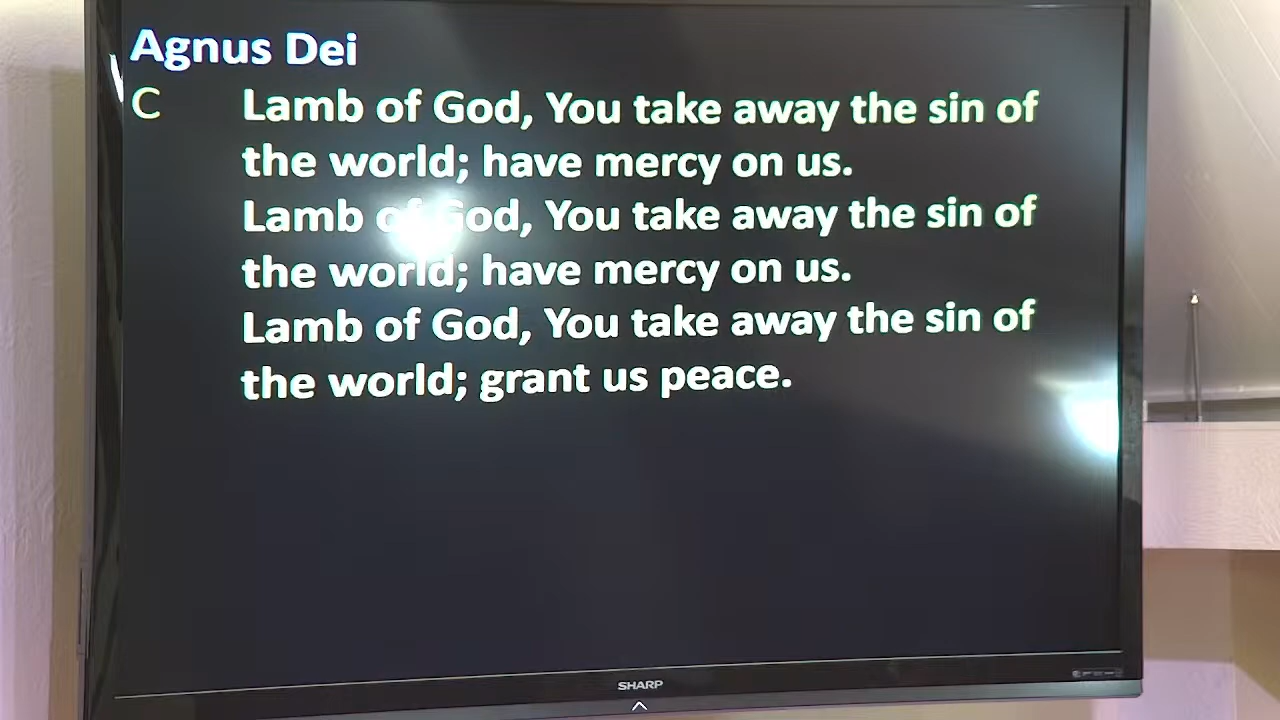 Agnus Dei
C Lamb of God, You take away the sin of
the world; have mercy on us.
Lamb of God, You take away the sin of
the world; have mercy on us.
Lamb of God, You take away the sin of
the world; grant us peace.
SHARP